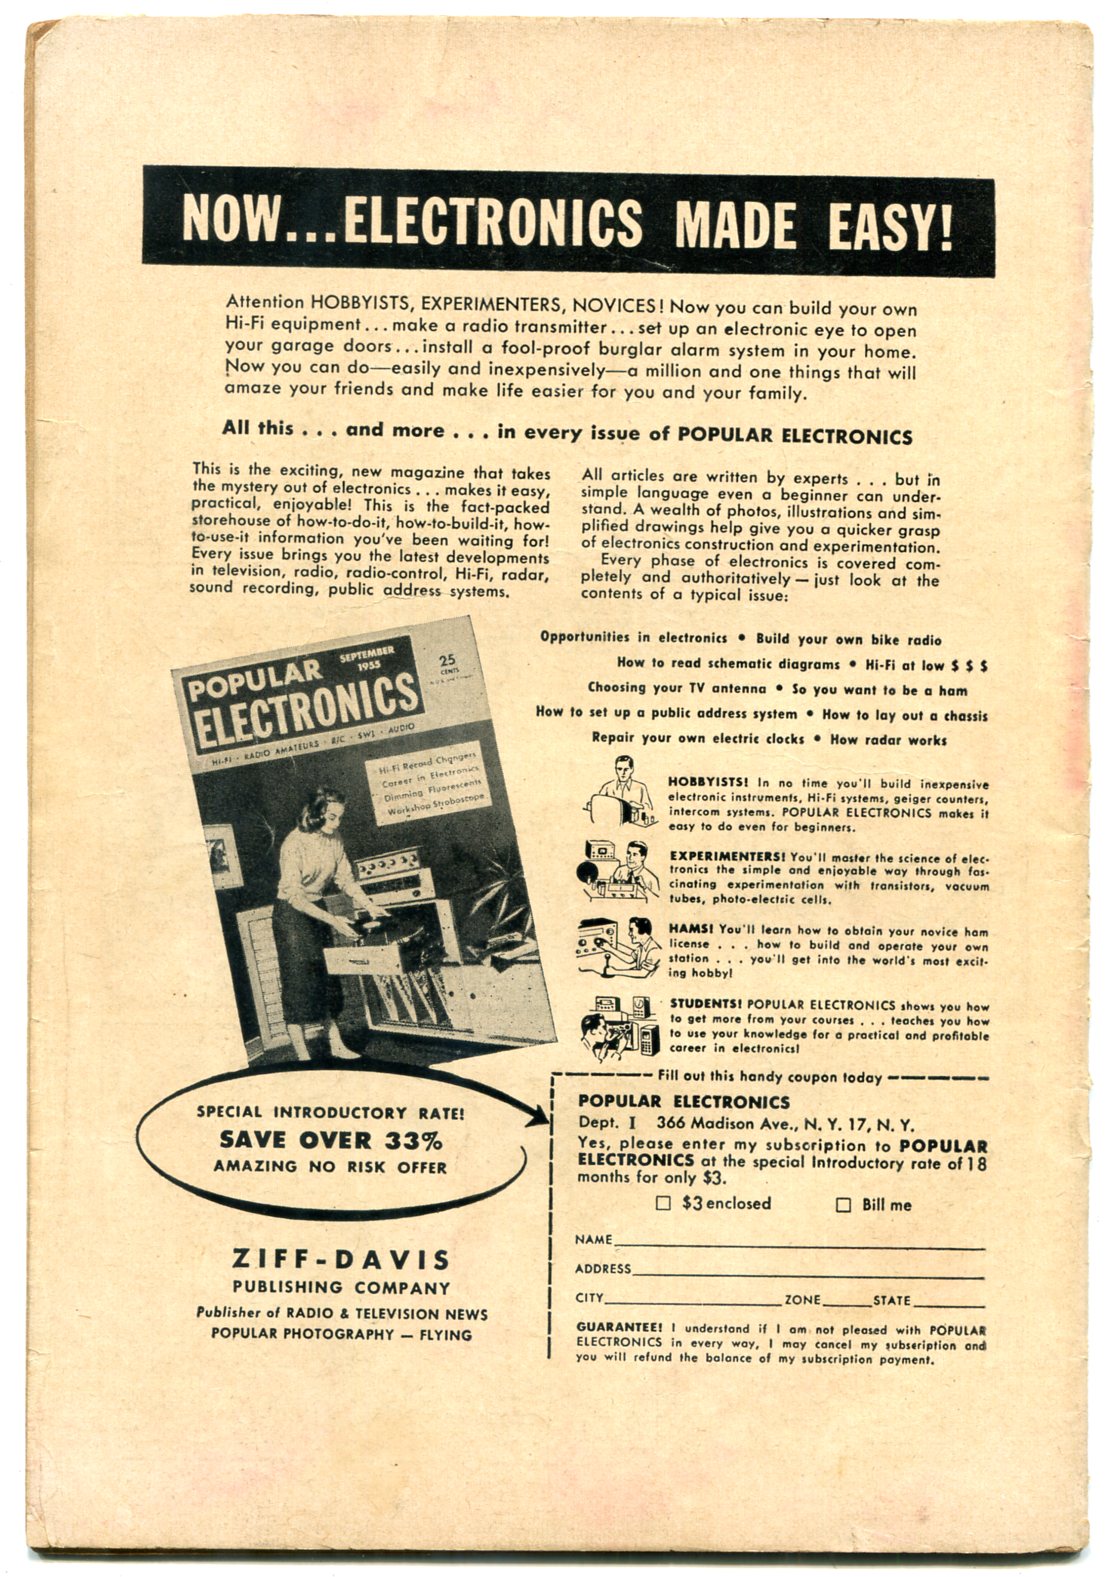 NOW...ELECTRONICS MADE EASY!
Attention HOBBYISTS, EXPERIMENTERS, NOVICES! Now you can build your own
Hi-Fi equipment...make a radio transmitter...set up an electronic eye to open
your garage doors...install a fool-proof burglar alarm system in your home.
Now you can do—easily and inexpensively—a million and one things that will
amaze your friends and make life easier for you and your family.
All this . . . and more . . . in every issue of POPULAR ELECTRONICS
This is the exciting, new magazine that takes
the mystery out of electronics . . . makes it easy,
practical, enjoyable! This is the fact-packed
storehouse of how-to-do-it, how-to-build-it, how-
to-use-it information you've been waiting for!
Every issue brings you the latest developments
in television, radio, radio-control, Hi-Fi, radar,
sound recording, public address systems.
All articles are written by experts . . . but in
simple language even a beginner can under-
stand. A wealth of photos, illustrations and sim-
plified drawings help give you a quicker grasp
of electronics construction and experimentation.
Every phase of electronics is covered com-
pletely and authoritatively — just look at the
contents of a typical issue:
Opportunities in electronics • Build your own bike radio
How to read schematic diagrams • Hi-Fi at low $ $ $
Choosing your TV antenna • So you want to be a ham
How to set up a public address system • How to lay out a chassis
Repair your own electric clocks • How radar works
POPULAR
ELECTRONICS
SEPTEMBER
1955
25
CENTS
HI-FI · RADIO AMATEURS · R/C · SWL · AUDIO
Hi-Fi Record Changers
Career in Electronics
Dimming Fluorescents
Workshop Stroboscope
HOBBYISTS! In no time you'll build inexpensive
electronic instruments, Hi-Fi systems, geiger counters,
intercom systems. POPULAR ELECTRONICS makes it
easy to do even for beginners.
EXPERIMENTERS! You'll master the science of elec-
tronics the simple and enjoyable way through fas-
cinating experimentation with transistors, vacuum
tubes, photo-electric cells.
HAMS! You'll learn how to obtain your novice ham
license . . . how to build and operate your own
station . . . you'll get into the world's most excit-
ing hobby!
STUDENTS! POPULAR ELECTRONICS shows you how
to get more from your courses . . . teaches you how
to use your knowledge for a practical and profitable
career in electronics!
SPECIAL INTRODUCTORY RATE!
SAVE OVER 33%
AMAZING NO RISK OFFER
ZIFF-DAVIS
PUBLISHING COMPANY
Publisher of RADIO & TELEVISION NEWS
POPULAR PHOTOGRAPHY — FLYING
Fill out this handy coupon today
POPULAR ELECTRONICS
Dept. I 366 Madison Ave., N. Y. 17, N. Y.
Yes, please enter my subscription to POPULAR
ELECTRONICS at the special Introductory rate of 18
months for only $3.
☐ $3 enclosed ☐ Bill me
NAME
ADDRESS
CITY ZONE STATE
GUARANTEE! I understand if I am not pleased with POPULAR
ELECTRONICS in every way, I may cancel my subscription and
you will refund the balance of my subscription payment.